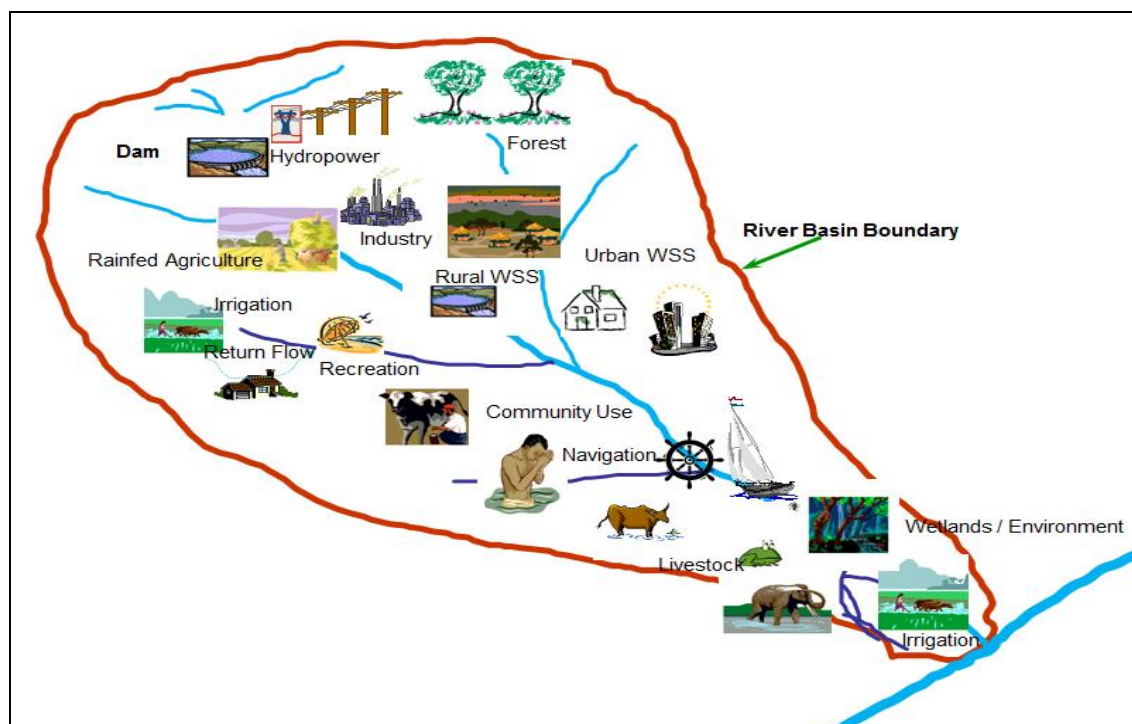 Forest
Dam
Hydropower
Industry
River Basin Boundary
Urban WSS
Rainfed Agriculture
Rural WSS
Irrigation
Return Flow
Recreation
Community Use
Navigation
Wetlands / Environment
Livestock
Irrigation